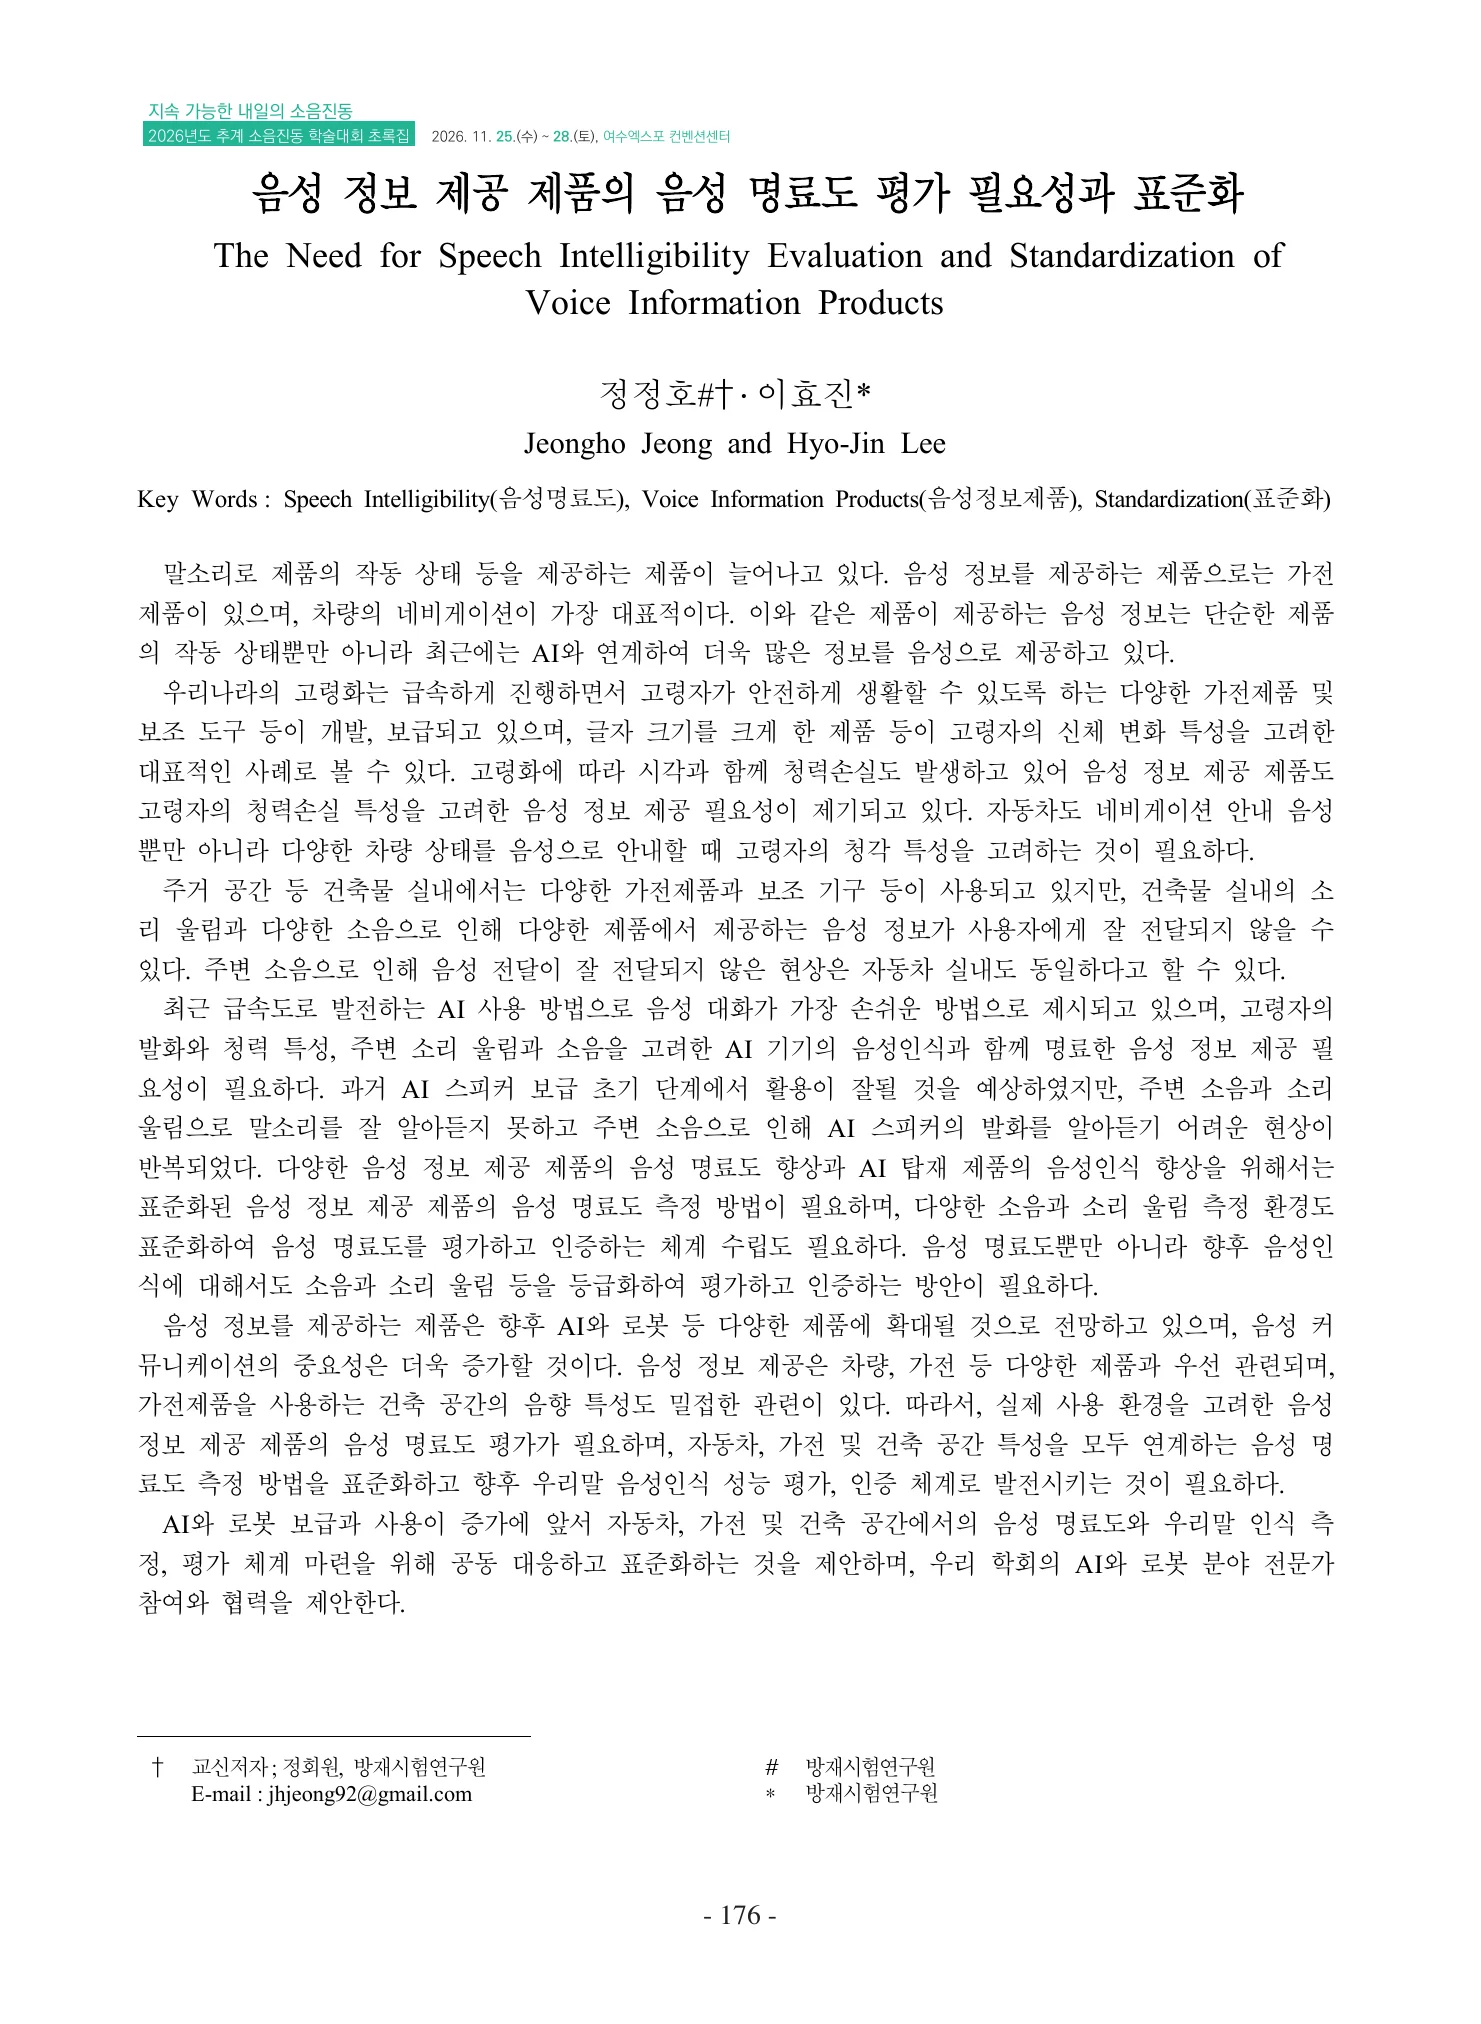 지속 가능한 내일의 소음진동
2026년도 추계 소음진동 학술대회 초록집 2026. 11. 25.(수) ~ 28.(토), 여수엑스포 컨벤션센터
음성 정보 제공 제품의 음성 명료도 평가 필요성과 표준화
The Need for Speech Intelligibility Evaluation and Standardization of
Voice Information Products
정정호#†· 이효진*
Jeongho Jeong and Hyo-Jin Lee
Key Words : Speech Intelligibility(음성명료도), Voice Information Products(음성정보제품), Standardization(표준화)
말소리로 제품의 작동 상태 등을 제공하는 제품이 늘어나고 있다. 음성 정보를 제공하는 제품으로는 가전
제품이 있으며, 차량의 네비게이션이 가장 대표적이다. 이와 같은 제품이 제공하는 음성 정보는 단순한 제품
의 작동 상태뿐만 아니라 최근에는 AI와 연계하여 더욱 많은 정보를 음성으로 제공하고 있다.
우리나라의 고령화는 급속하게 진행하면서 고령자가 안전하게 생활할 수 있도록 하는 다양한 가전제품 및
보조 도구 등이 개발, 보급되고 있으며, 글자 크기를 크게 한 제품 등이 고령자의 신체 변화 특성을 고려한
대표적인 사례로 볼 수 있다. 고령화에 따라 시각과 함께 청력손실도 발생하고 있어 음성 정보 제공 제품도
고령자의 청력손실 특성을 고려한 음성 정보 제공 필요성이 제기되고 있다. 자동차도 네비게이션 안내 음성
뿐만 아니라 다양한 차량 상태를 음성으로 안내할 때 고령자의 청각 특성을 고려하는 것이 필요하다.
주거 공간 등 건축물 실내에서는 다양한 가전제품과 보조 기구 등이 사용되고 있지만, 건축물 실내의 소
리 울림과 다양한 소음으로 인해 다양한 제품에서 제공하는 음성 정보가 사용자에게 잘 전달되지 않을 수
있다. 주변 소음으로 인해 음성 전달이 잘 전달되지 않은 현상은 자동차 실내도 동일하다고 할 수 있다.
최근 급속도로 발전하는 AI 사용 방법으로 음성 대화가 가장 손쉬운 방법으로 제시되고 있으며, 고령자의
발화와 청력 특성, 주변 소리 울림과 소음을 고려한 AI 기기의 음성인식과 함께 명료한 음성 정보 제공 필
요성이 필요하다. 과거 AI 스피커 보급 초기 단계에서 활용이 잘될 것을 예상하였지만, 주변 소음과 소리
울림으로 말소리를 잘 알아듣지 못하고 주변 소음으로 인해 AI 스피커의 발화를 알아듣기 어려운 현상이
반복되었다. 다양한 음성 정보 제공 제품의 음성 명료도 향상과 AI 탑재 제품의 음성인식 향상을 위해서는
표준화된 음성 정보 제공 제품의 음성 명료도 측정 방법이 필요하며, 다양한 소음과 소리 울림 측정 환경도
표준화하여 음성 명료도를 평가하고 인증하는 체계 수립도 필요하다. 음성 명료도뿐만 아니라 향후 음성인
식에 대해서도 소음과 소리 울림 등을 등급화하여 평가하고 인증하는 방안이 필요하다.
음성 정보를 제공하는 제품은 향후 AI와 로봇 등 다양한 제품에 확대될 것으로 전망하고 있으며, 음성 커
뮤니케이션의 중요성은 더욱 증가할 것이다. 음성 정보 제공은 차량, 가전 등 다양한 제품과 우선 관련되며,
가전제품을 사용하는 건축 공간의 음향 특성도 밀접한 관련이 있다. 따라서, 실제 사용 환경을 고려한 음성
정보 제공 제품의 음성 명료도 평가가 필요하며, 자동차, 가전 및 건축 공간 특성을 모두 연계하는 음성 명
료도 측정 방법을 표준화하고 향후 우리말 음성인식 성능 평가, 인증 체계로 발전시키는 것이 필요하다.
AI와 로봇 보급과 사용이 증가에 앞서 자동차, 가전 및 건축 공간에서의 음성 명료도와 우리말 인식 측
정, 평가 체계 마련을 위해 공동 대응하고 표준화하는 것을 제안하며, 우리 학회의 AI와 로봇 분야 전문가
참여와 협력을 제안한다.
† 교신저자 ; 정회원, 방재시험연구원
E-mail : jhjeong92@gmail.com
# 방재시험연구원
* 방재시험연구원
- 176 -